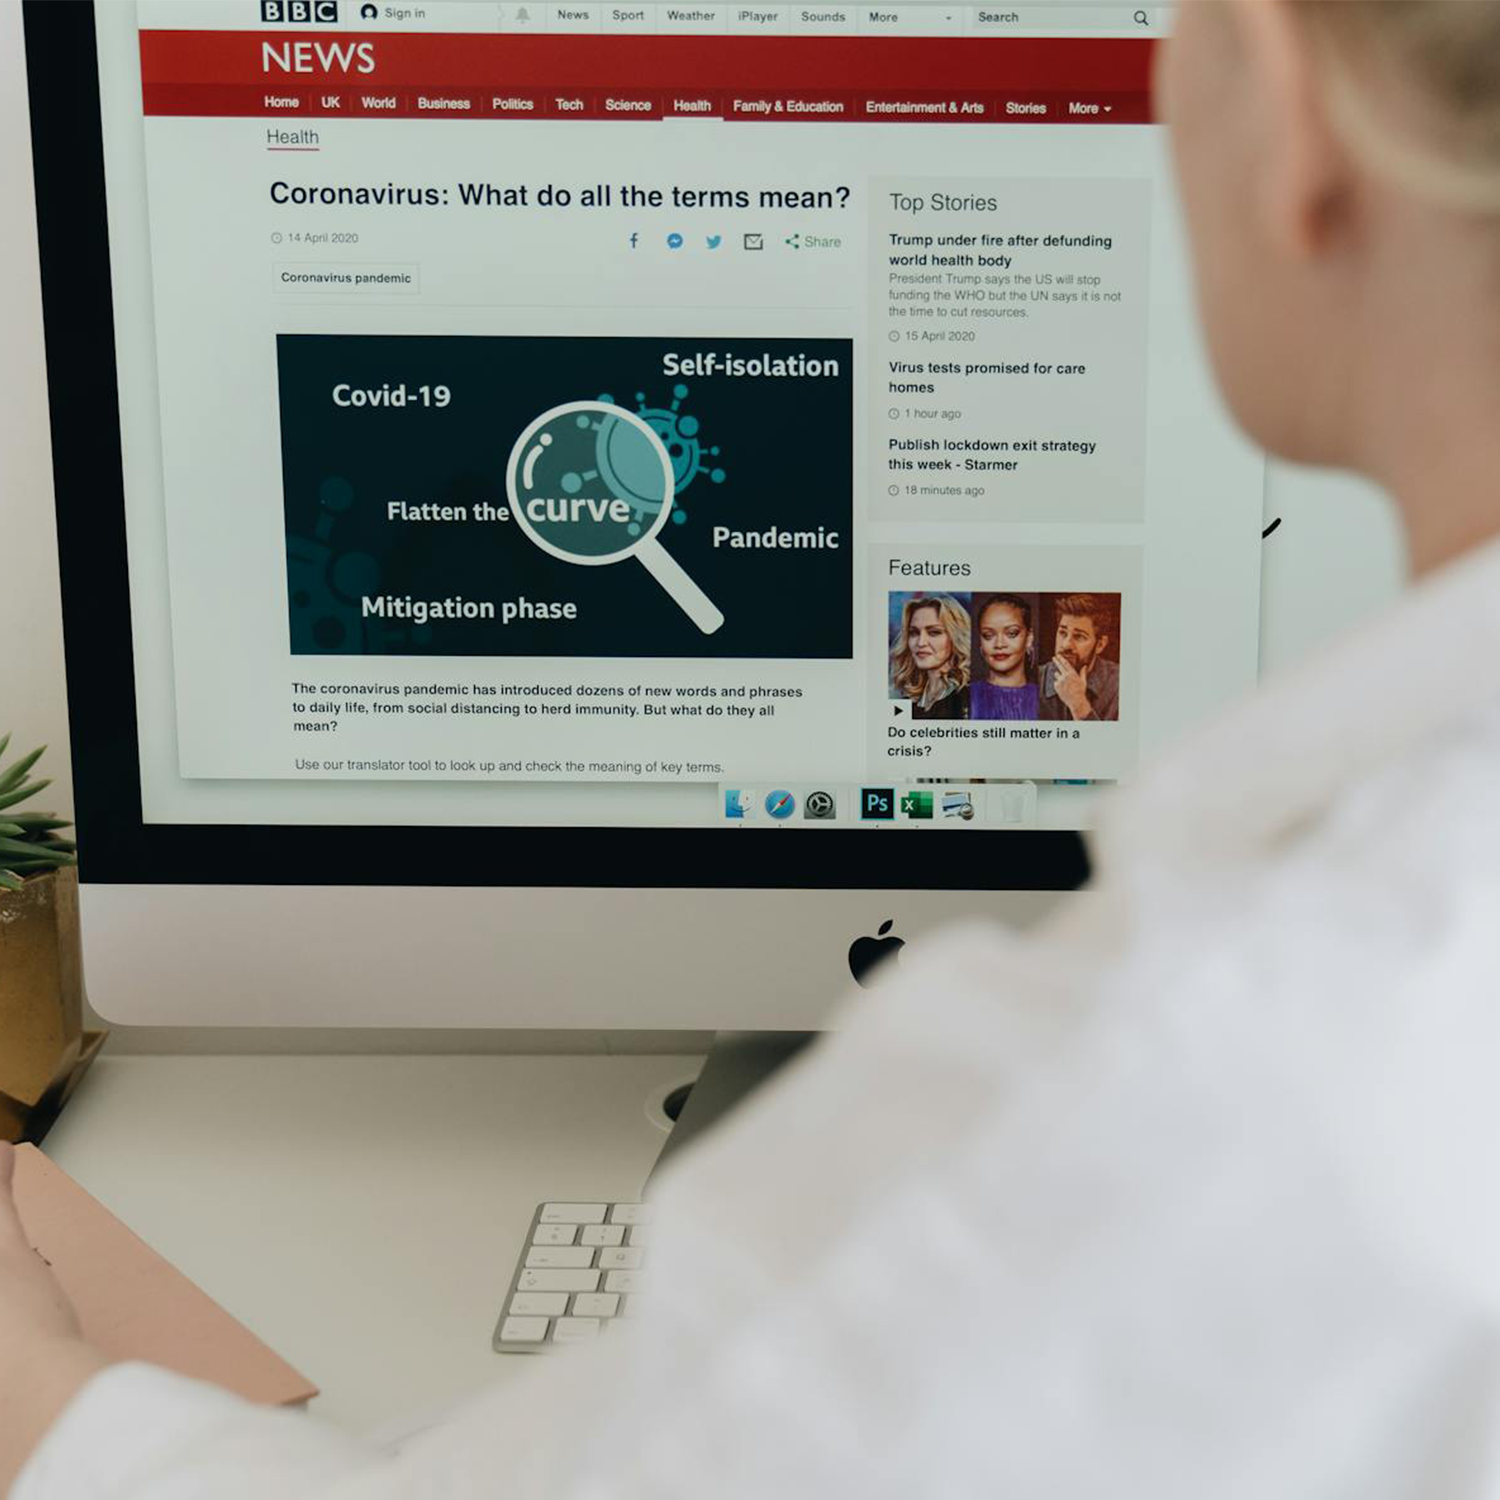 BBC Sign in News Sport Weather iPlayer Sounds More Search
NEWS
Home UK World Business Politics Tech Science Health Family & Education Entertainment & Arts Stories More
Health
Coronavirus: What do all the terms mean?
14 April 2020 Share
Coronavirus pandemic
Covid-19
Self-isolation
Flatten the curve
Pandemic
Mitigation phase
The coronavirus pandemic has introduced dozens of new words and phrases
to daily life, from social distancing to herd immunity. But what do they all
mean?
Use our translator tool to look up and check the meaning of key terms.
Top Stories
Trump under fire after defunding
world health body
President Trump says the US will stop
funding the WHO but the UN says it is not
the time to cut resources.
15 April 2020
Virus tests promised for care
homes
1 hour ago
Publish lockdown exit strategy
this week - Starmer
18 minutes ago
Features
Do celebrities still matter in a
crisis?
Ps X